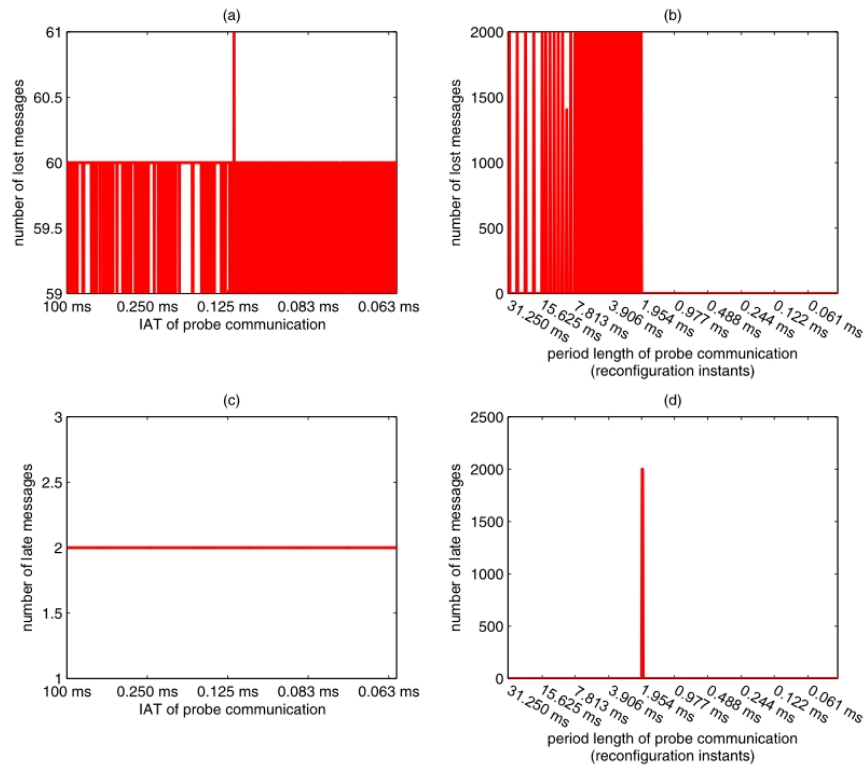 (a)
61
60.5
60
59.5
59
number of lost messages
100 ms 0.250 ms 0.125 ms 0.083 ms 0.063 ms
IAT of probe communication
(b)
2000
1500
1000
500
0
number of lost messages
31.250 ms 15.625 ms 7.813 ms 3.906 ms 1.954 ms 0.977 ms 0.488 ms 0.244 ms 0.122 ms 0.061 ms
period length of probe communication
(reconfiguration instants)
(c)
3
2.5
2
1.5
1
number of late messages
100 ms 0.250 ms 0.125 ms 0.083 ms 0.063 ms
IAT of probe communication
(d)
2500
2000
1500
1000
500
0
number of late messages
31.250 ms 15.625 ms 7.813 ms 3.906 ms 1.954 ms 0.977 ms 0.488 ms 0.244 ms 0.122 ms 0.061 ms
period length of probe communication
(reconfiguration instants)